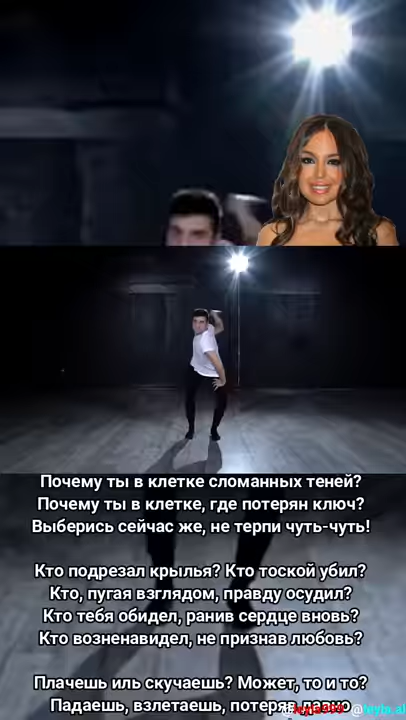 Почему ты в клетке сломанных теней?
Почему ты в клетке, где потерян ключ?
Выберись сейчас же, не терпи чуть-чуть!
Кто подрезал крылья? Кто тоской убил?
Кто, пугая взглядом, правду осудил?
Кто тебя обидел, ранив сердце вновь?
Кто возненавидел, не признав любовь?
Плачешь иль скучаешь? Может, то и то?
Падаешь, взлетаешь, потеряв